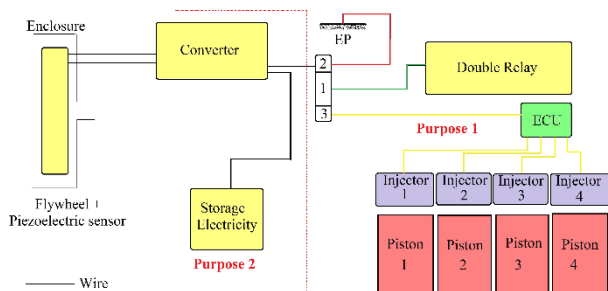 Enclosure
Converter
EP
2
1
3
Double Relay
Purpose 1
ECU
Injector
1
Injector
2
Injector
3
Injector
4
Flywheel +
Piezoelectric sensor
Storage
Electricity
Purpose 2
Piston
1
Piston
2
Piston
3
Piston
4
Wire